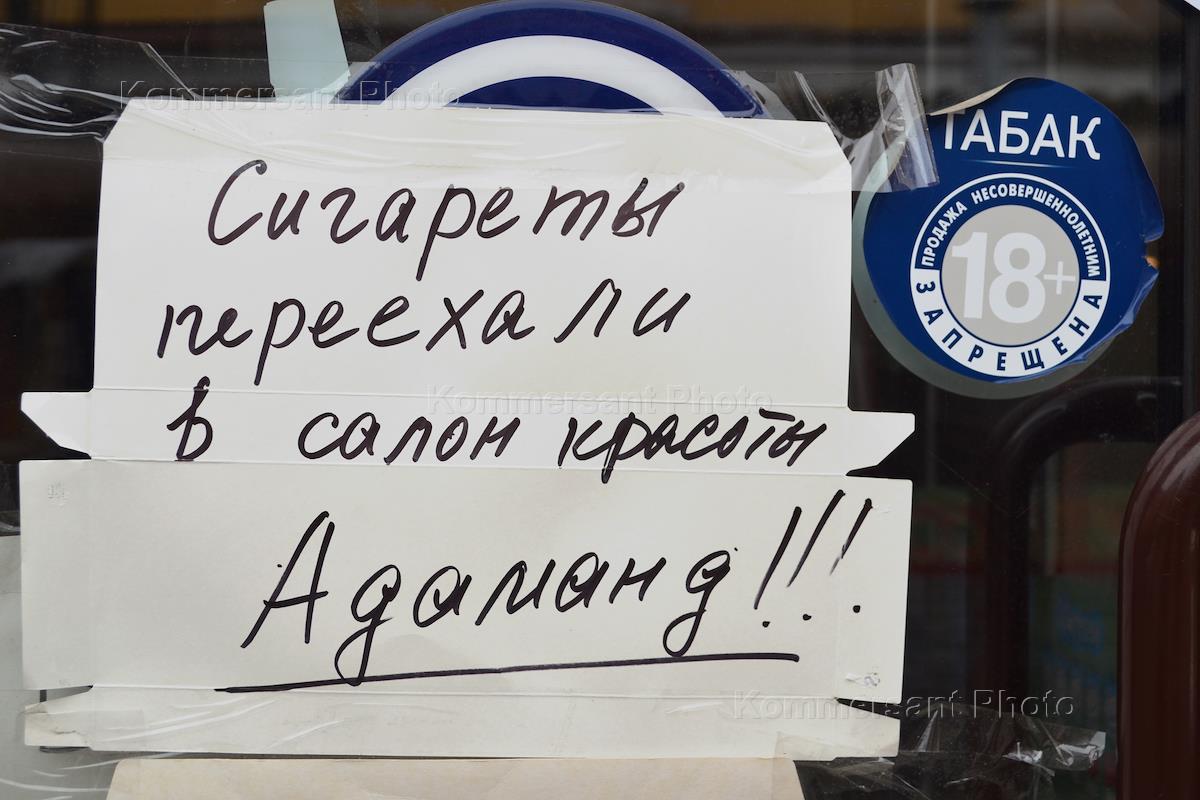 Kommersant Photo
Сигареты
переехали
в салон красоты
Адаманд!!!
ТАБАК
ПРОДАЖА НЕСОВЕРШЕННОЛЕТНИМ
18+
ЗАПРЕЩЕНА
Kommersant Photo
Kommersant Photo